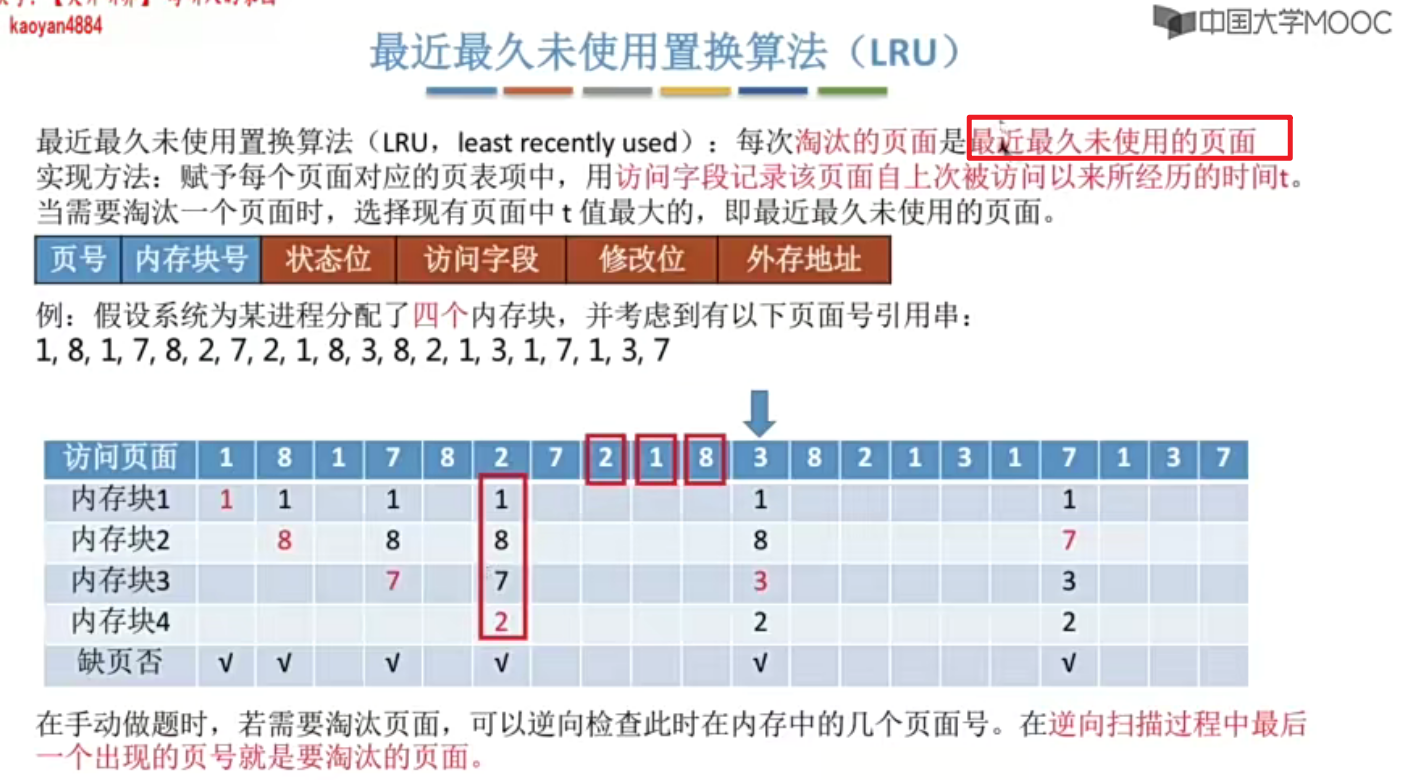 kaoyan4884
中国大学MOOC
最近最久未使用置换算法（LRU）
最近最久未使用置换算法（LRU，least recently used）：每次淘汰的页面是最近最久未使用的页面
实现方法：赋予每个页面对应的页表项中，用访问字段记录该页面自上次被访问以来所经历的时间t。
当需要淘汰一个页面时，选择现有页面中 t 值最大的，即最近最久未使用的页面。
页号 内存块号 状态位 访问字段 修改位 外存地址
例：假设系统为某进程分配了四个内存块，并考虑到有以下页面号引用串：
1, 8, 1, 7, 8, 2, 7, 2, 1, 8, 3, 8, 2, 1, 3, 1, 7, 1, 3, 7
访问页面 1 8 1 7 8 2 7 2 1 8 3 8 2 1 3 1 7 1 3 7
内存块1 1 1 1 1 1 1
内存块2 8 8 8 8 7
内存块3 7 7 3 3
内存块4 2 2 2
缺页否 √ √ √ √ √ √
在手动做题时，若需要淘汰页面，可以逆向检查此时在内存中的几个页面号。在逆向扫描过程中最后
一个出现的页号就是要淘汰的页面。